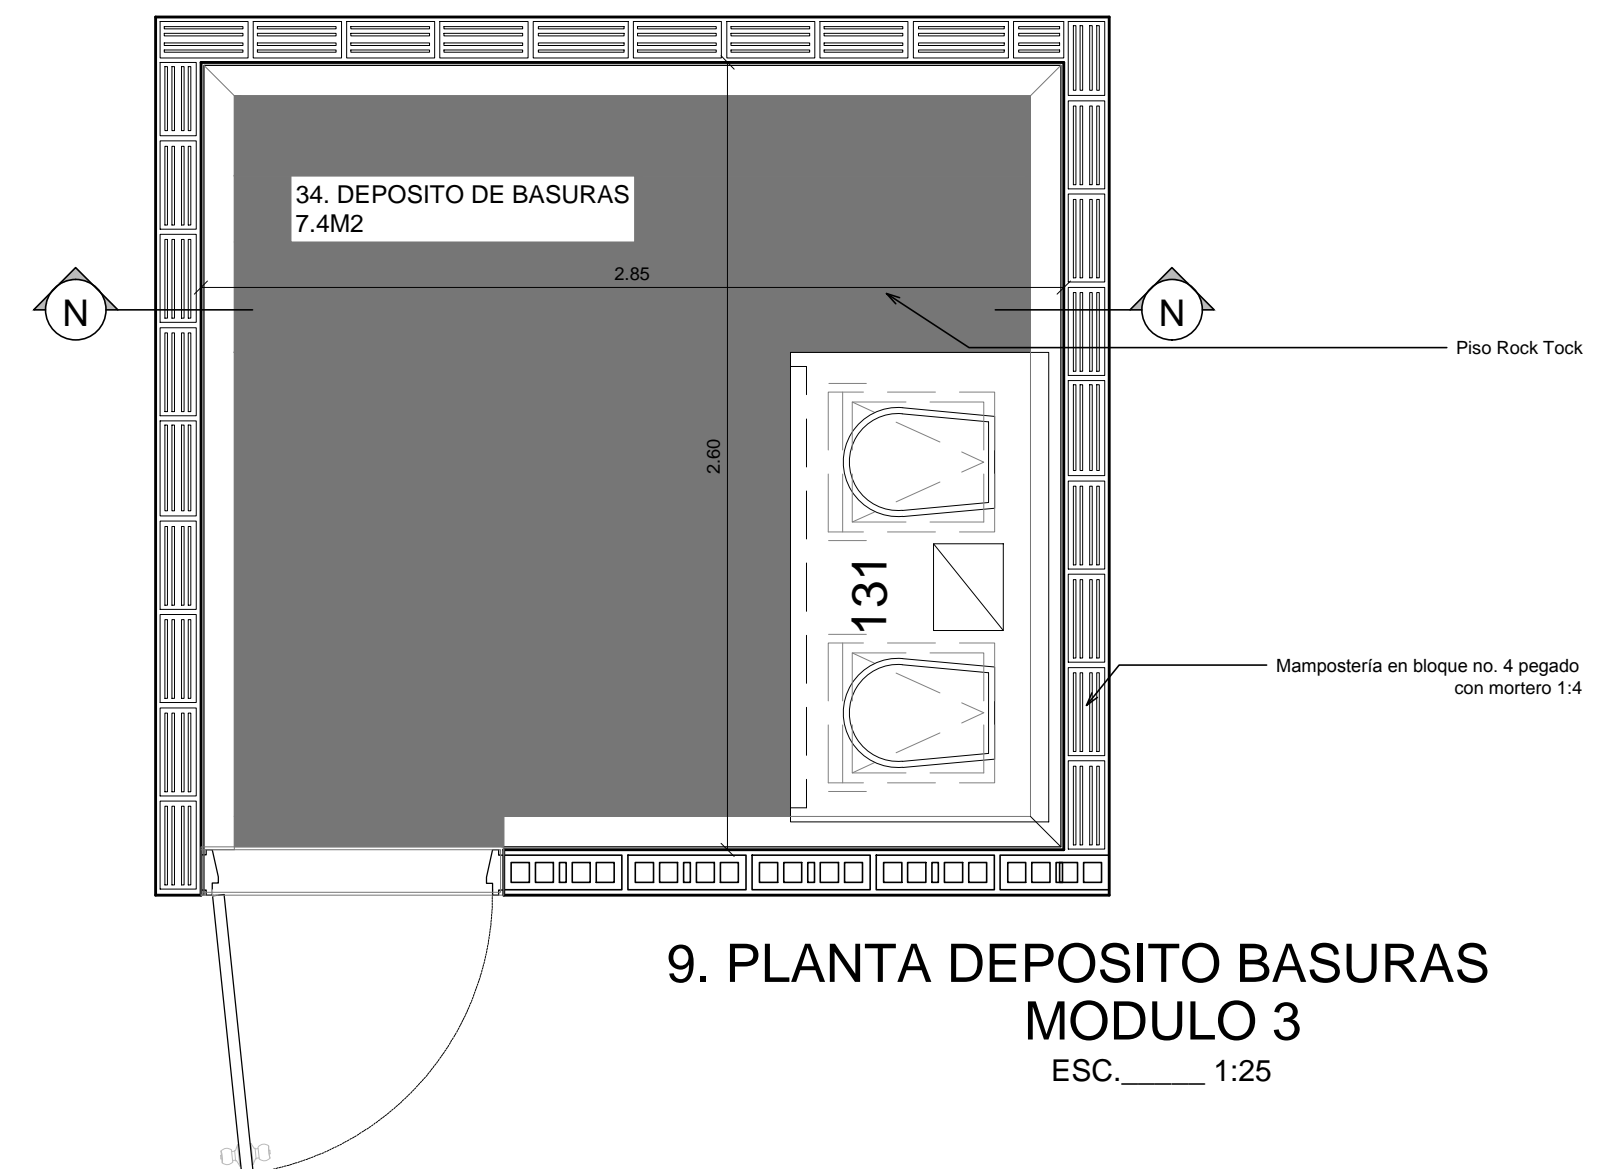 34. DEPOSITO DE BASURAS
7.4M2
2.85
N
N
Piso Rock Tock
2.60
131
Mampostería en bloque no. 4 pegado
con mortero 1:4
9. PLANTA DEPOSITO BASURAS
MODULO 3
ESC._____ 1:25